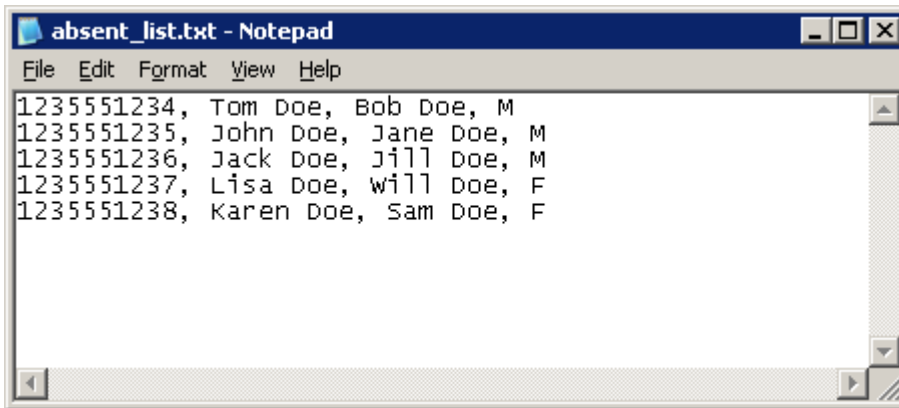 absent_list.txt - Notepad
File Edit Format View Help
1235551234, Tom Doe, Bob Doe, M
1235551235, John Doe, Jane Doe, M
1235551236, Jack Doe, Jill Doe, M
1235551237, Lisa Doe, Will Doe, F
1235551238, Karen Doe, Sam Doe, F